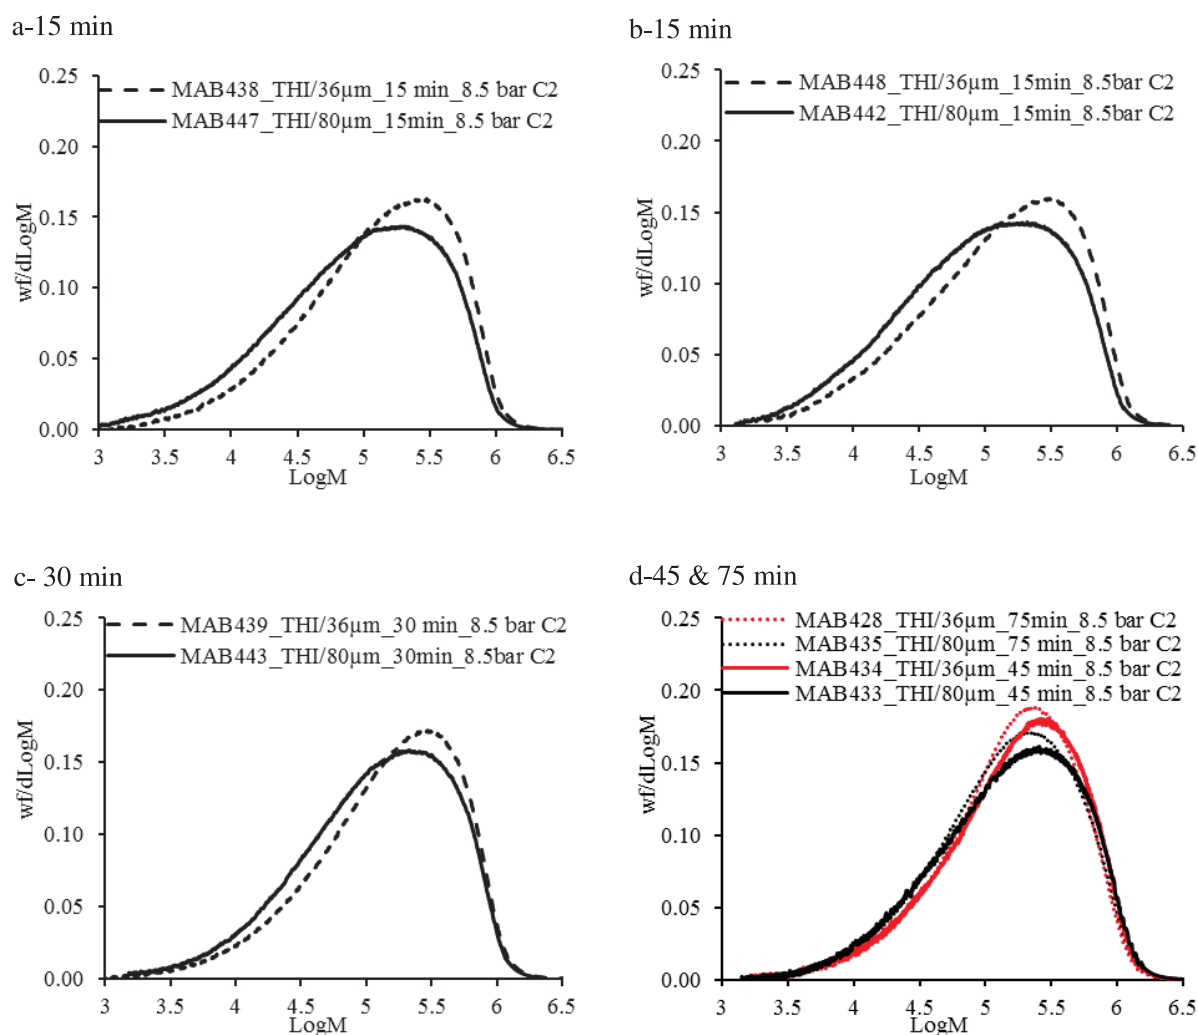 a-15 min
0.25
0.20
0.15
0.10
0.05
0.00
wf/dLogM
MAB438_THI/36µm_15 min_8.5 bar C2
MAB447_THI/80µm_15min_8.5 bar C2
3 3.5 4 4.5 5 5.5 6 6.5
LogM
b-15 min
0.25
0.20
0.15
0.10
0.05
0.00
wf/dLogM
MAB448_THI/36µm_15min_8.5bar C2
MAB442_THI/80µm_15min_8.5bar C2
3 3.5 4 4.5 5 5.5 6 6.5
LogM
c- 30 min
0.25
0.20
0.15
0.10
0.05
0.00
wf/dLogM
MAB439_THI/36µm_30 min_8.5 bar C2
MAB443_THI/80µm_30min_8.5bar C2
3 3.5 4 4.5 5 5.5 6 6.5
LogM
d-45 & 75 min
0.25
0.20
0.15
0.10
0.05
0.00
wf/dLogM
MAB428_THI/36µm_75min_8.5 bar C2
MAB435_THI/80µm_75 min_8.5 bar C2
MAB434_THI/36µm_45 min_8.5 bar C2
MAB433_THI/80µm_45 min_8.5 bar C2
3 3.5 4 4.5 5 5.5 6 6.5
LogM